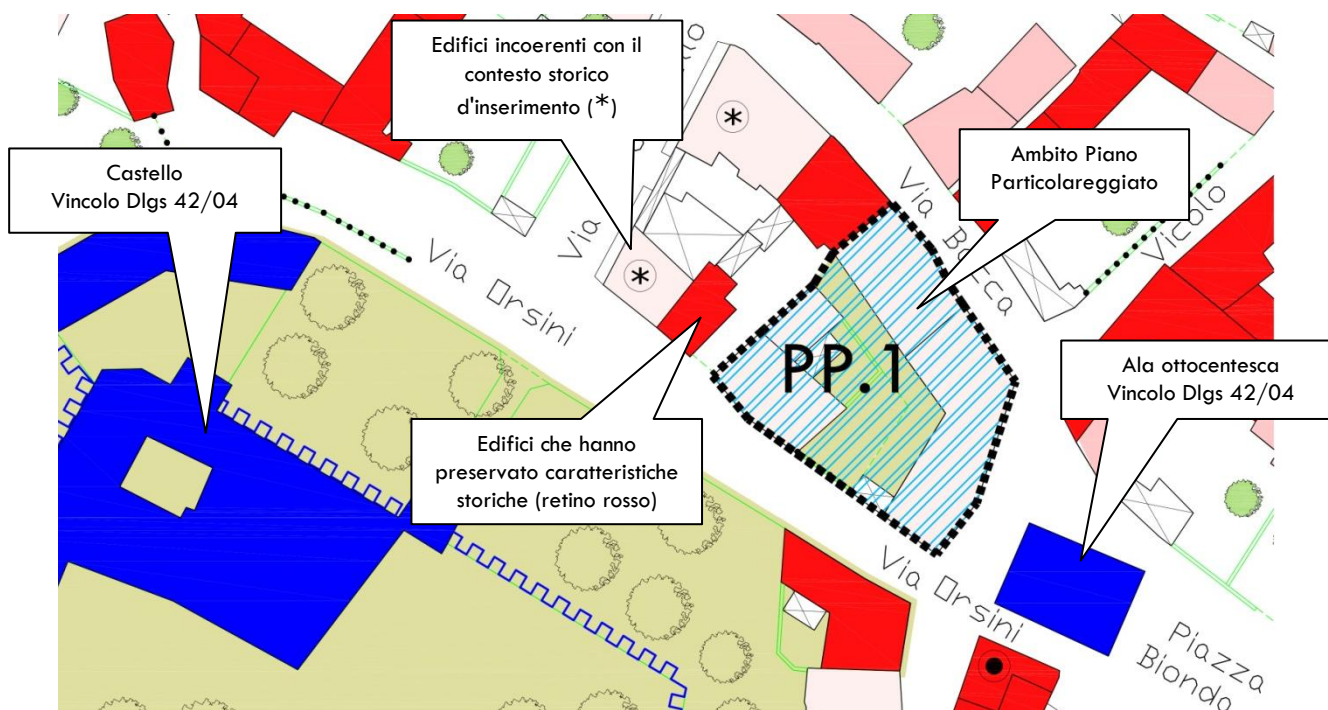 Edifici incoerenti con il
contesto storico
d'inserimento (*)
Castello
Vincolo Dlgs 42/04
Ambito Piano
Particolareggiato
Ala ottocentesca
Vincolo Dlgs 42/04
Edifici che hanno
preservato caratteristiche
storiche (retino rosso)
PP.1
Via Orsini
Via
*
*
Via
Vicolo
Via Orsini
Piazza
Biondo